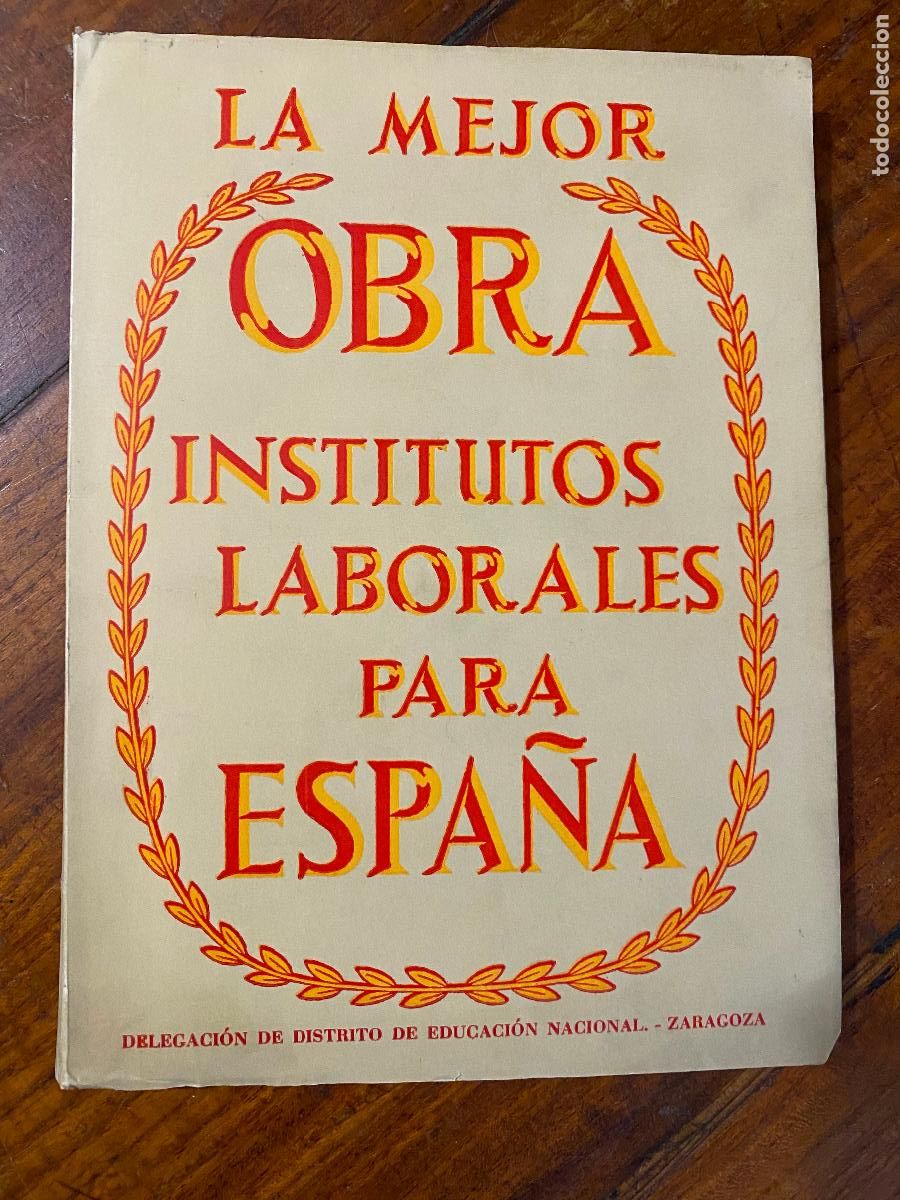 LA MEJOR
OBRA
INSTITUTOS
LABORALES
PARA
ESPAÑA
DELEGACIÓN DE DISTRITO DE EDUCACIÓN NACIONAL. - ZARAGOZA
todocoleccion